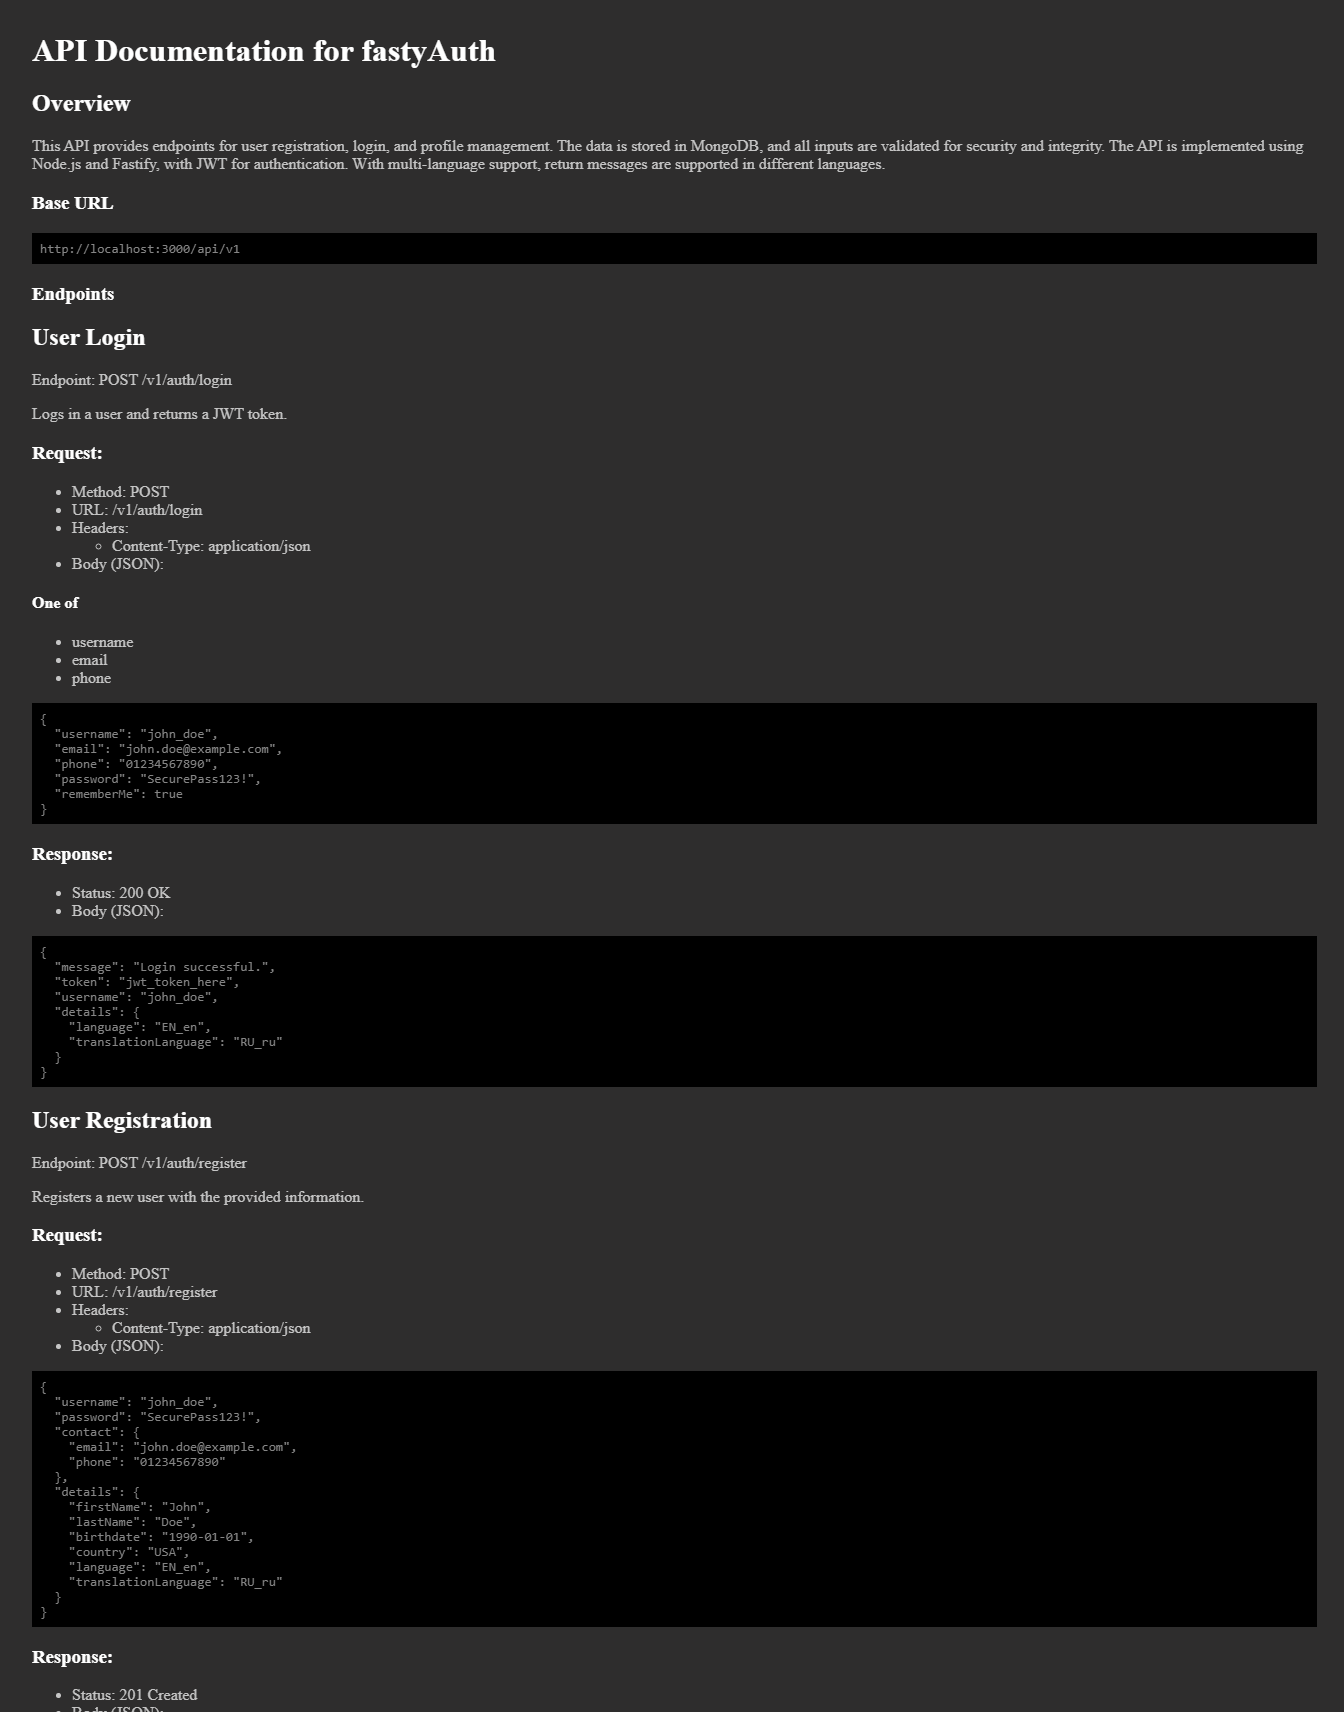 API Documentation for fastyAuth
Overview
This API provides endpoints for user registration, login, and profile management. The data is stored in MongoDB, and all inputs are validated for security and integrity. The API is implemented using
Node.js and Fastify, with JWT for authentication. With multi-language support, return messages are supported in different languages.
Base URL
http://localhost:3000/api/v1
Endpoints
User Login
Endpoint: POST /v1/auth/login
Logs in a user and returns a JWT token.
Request:
• Method: POST
• URL: /v1/auth/login
• Headers:
◦ Content-Type: application/json
• Body (JSON):
One of
• username
• email
• phone
{
  "username": "john_doe",
  "email": "john.doe@example.com",
  "phone": "01234567890",
  "password": "SecurePass123!",
  "rememberMe": true
}
Response:
• Status: 200 OK
• Body (JSON):
{
  "message": "Login successful.",
  "token": "jwt_token_here",
  "username": "john_doe",
  "details": {
    "language": "EN_en",
    "translationLanguage": "RU_ru"
  }
}
User Registration
Endpoint: POST /v1/auth/register
Registers a new user with the provided information.
Request:
• Method: POST
• URL: /v1/auth/register
• Headers:
◦ Content-Type: application/json
• Body (JSON):
{
  "username": "john_doe",
  "password": "SecurePass123!",
  "contact": {
    "email": "john.doe@example.com",
    "phone": "01234567890"
  },
  "details": {
    "firstName": "John",
    "lastName": "Doe",
    "birthdate": "1990-01-01",
    "country": "USA",
    "language": "EN_en",
    "translationLanguage": "RU_ru"
  }
}
Response:
• Status: 201 Created
• Body (JSON):